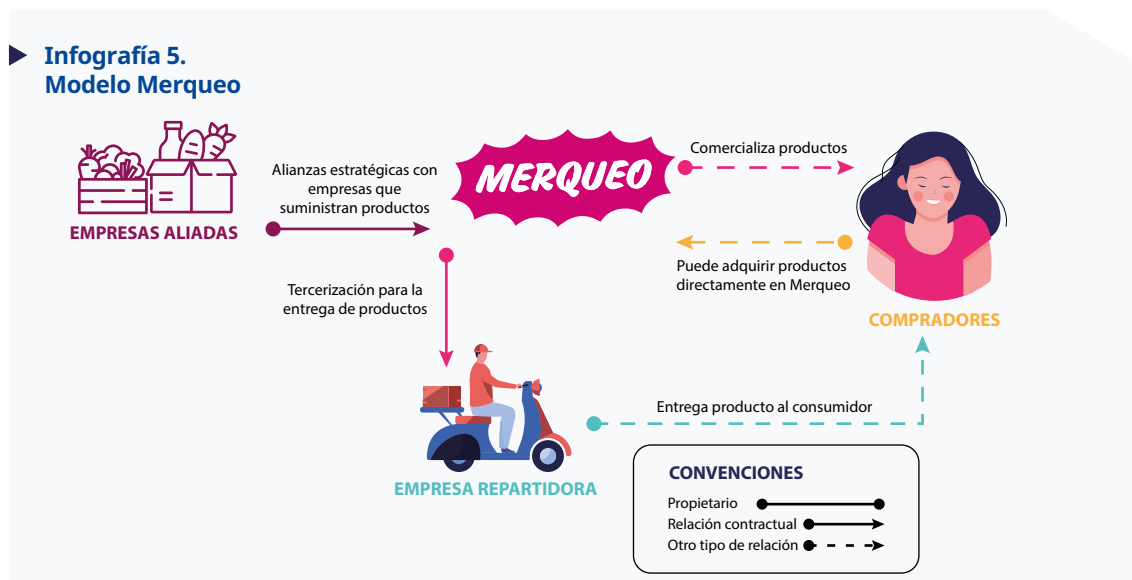 Infografía 5.
Modelo Merqueo
Alianzas estratégicas con
empresas que
suministran productos
EMPRESAS ALIADAS
MERQUEO
Comercializa productos
Puede adquirir productos
directamente en Merqueo
COMPRADORES
Tercerización para la
entrega de productos
EMPRESA REPARTIDORA
Entrega producto al consumidor
CONVENCIONES
Propietario
Relación contractual
Otro tipo de relación